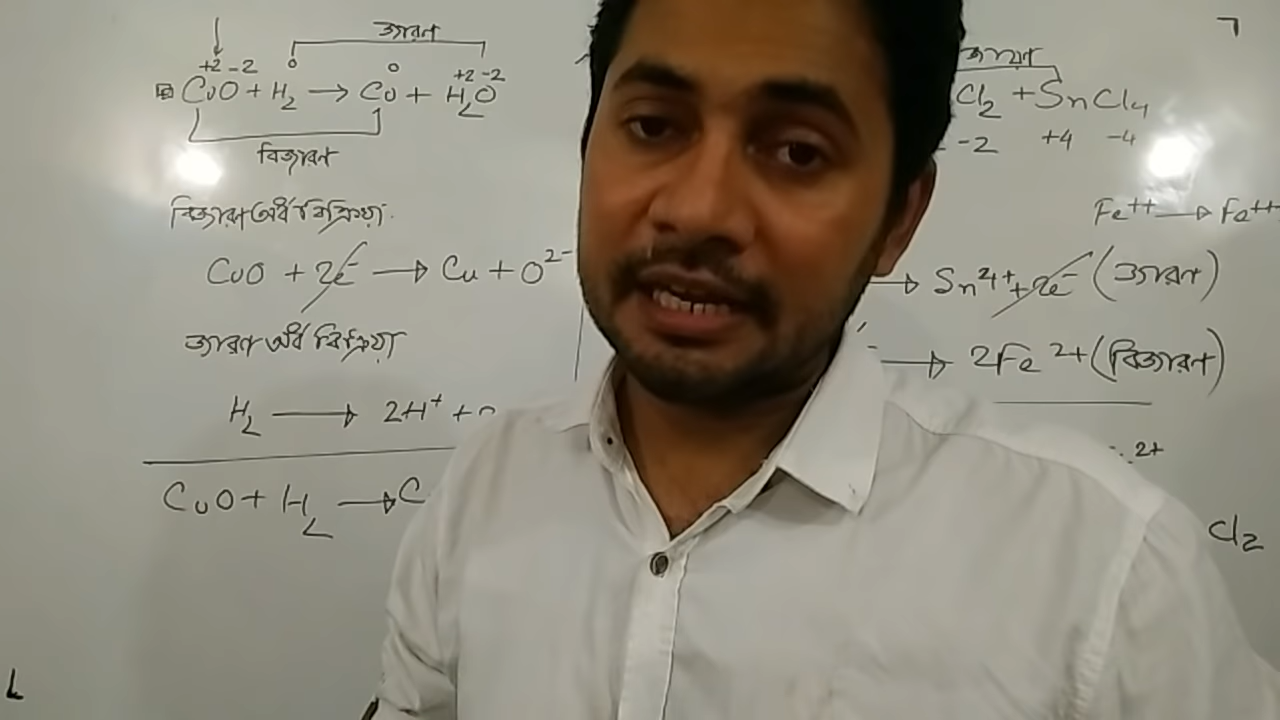 জারণ
+2 -2 0 0 +2 -2
CuO + H₂ → Cu + H₂O
বিজারণ
বিজারণ অর্ধ বিক্রিয়া:
CuO + 2e⁻ → Cu + O²⁻
জারণ অর্ধ বিক্রিয়া
H₂ → 2H⁺ +
CuO + H₂ → C
জারণ
Cl₂ + SnCl₄
-2 +4 -4
Fe⁺⁺ → Fe⁺⁺
→ Sn⁴⁺ + 2e⁻ (জারণ)
→ 2Fe²⁺ (বিজারণ)
2+
Cl₂